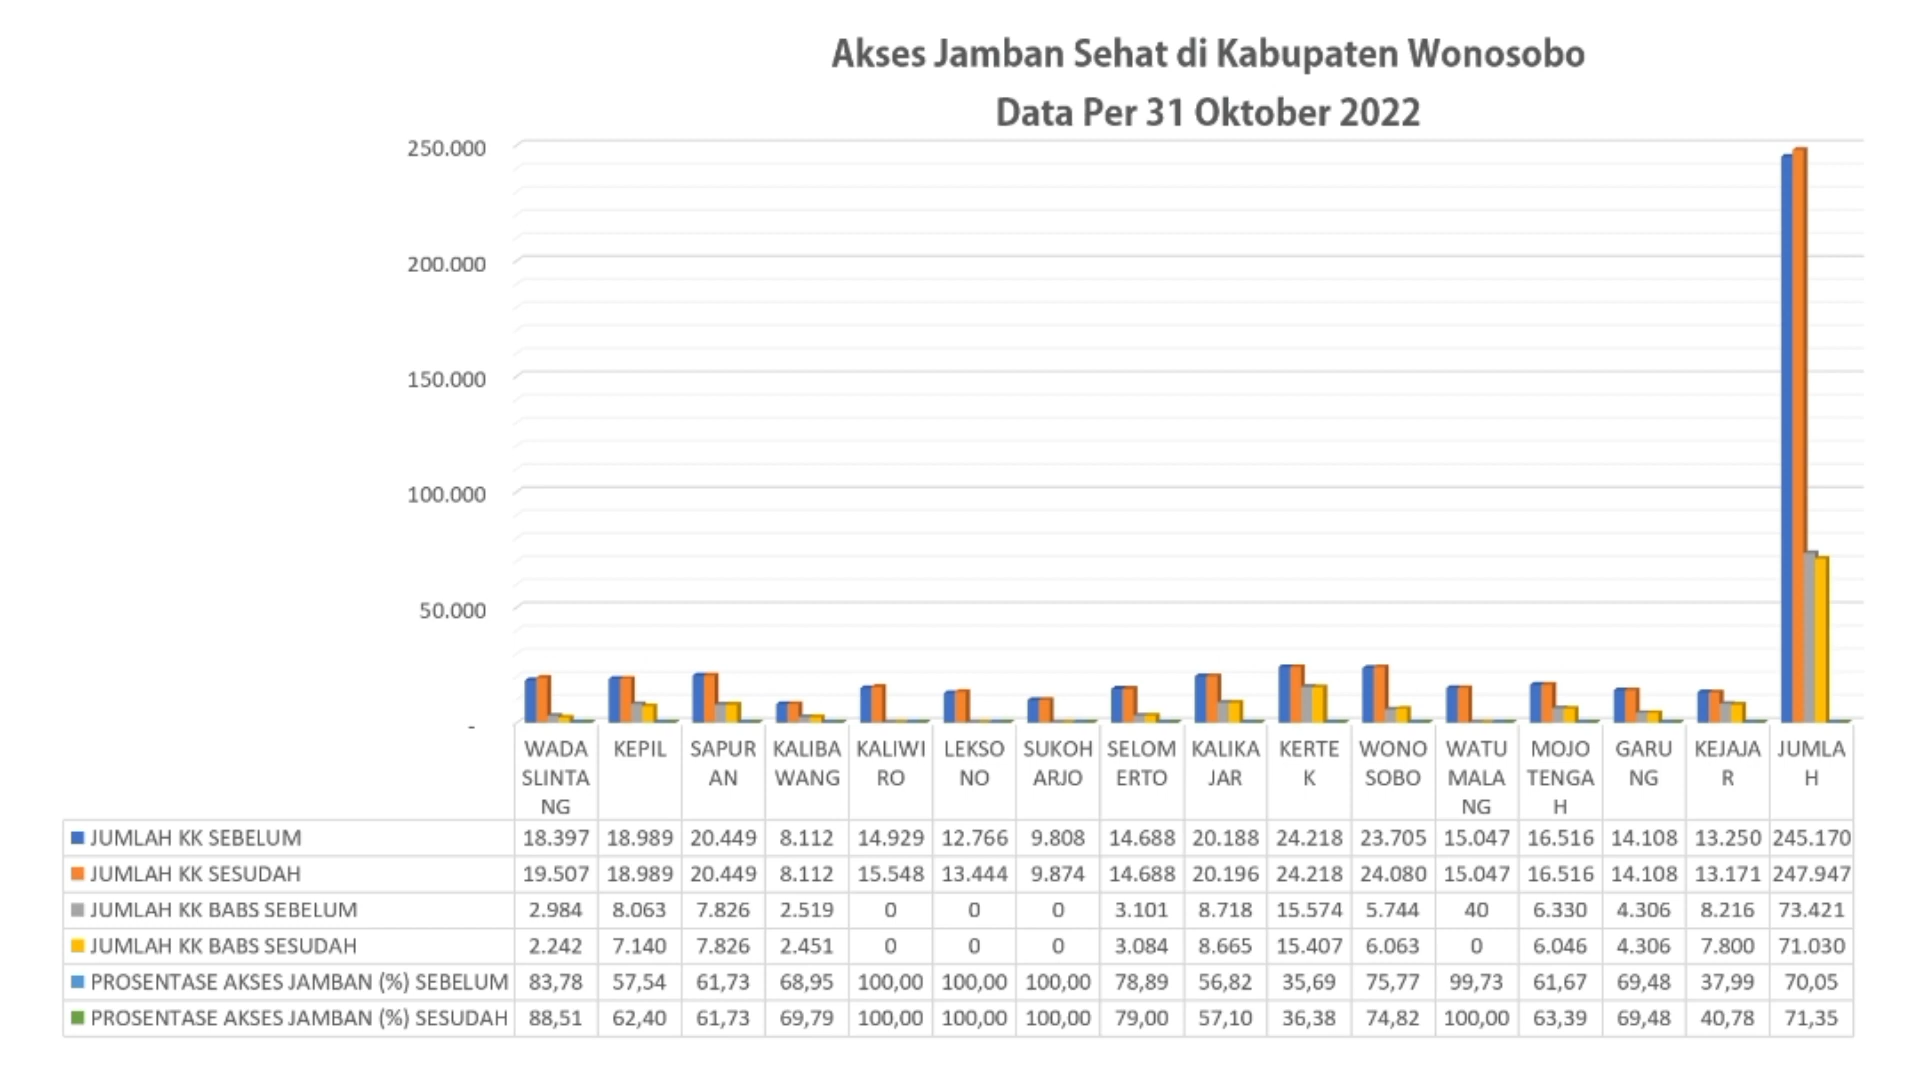 Akses Jamban Sehat di Kabupaten Wonosobo
Data Per 31 Oktober 2022
250.000
200.000
150.000
100.000
50.000
-
WADA SLINTA NG KEPIL SAPUR AN KALIBA WANG KALIWI RO LEKSO NO SUKOH ARJO SELOM ERTO KALIKA JAR KERTE K WONO SOBO WATU MALA NG MOJO TENGA H GARU NG KEJAJA R JUMLA H
JUMLAH KK SEBELUM 18.397 18.989 20.449 8.112 14.929 12.766 9.808 14.688 20.188 24.218 23.705 15.047 16.516 14.108 13.250 245.170
JUMLAH KK SESUDAH 19.507 18.989 20.449 8.112 15.548 13.444 9.874 14.688 20.196 24.218 24.080 15.047 16.516 14.108 13.171 247.947
JUMLAH KK BABS SEBELUM 2.984 8.063 7.826 2.519 0 0 0 3.101 8.718 15.574 5.744 40 6.330 4.306 8.216 73.421
JUMLAH KK BABS SESUDAH 2.242 7.140 7.826 2.451 0 0 0 3.084 8.665 15.407 6.063 0 6.046 4.306 7.800 71.030
PROSENTASE AKSES JAMBAN (%) SEBELUM 83,78 57,54 61,73 68,95 100,00 100,00 100,00 78,89 56,82 35,69 75,77 99,73 61,67 69,48 37,99 70,05
PROSENTASE AKSES JAMBAN (%) SESUDAH 88,51 62,40 61,73 69,79 100,00 100,00 100,00 79,00 57,10 36,38 74,82 100,00 63,39 69,48 40,78 71,35